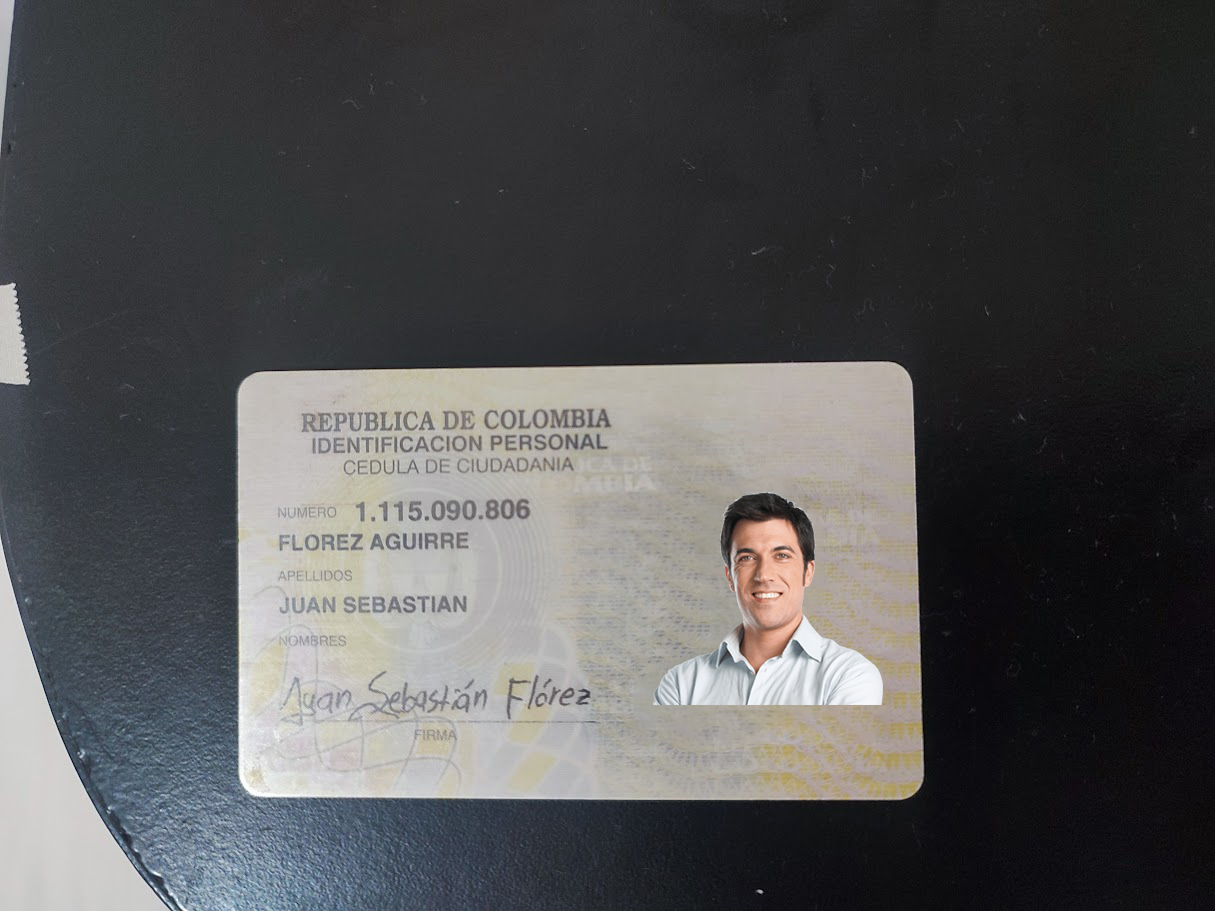 REPUBLICA DE COLOMBIA
IDENTIFICACION PERSONAL
CEDULA DE CIUDADANIA
NUMERO 1.115.090.806
FLOREZ AGUIRRE
APELLIDOS
JUAN SEBASTIAN
NOMBRES
Juan Sebastián Flórez
FIRMA